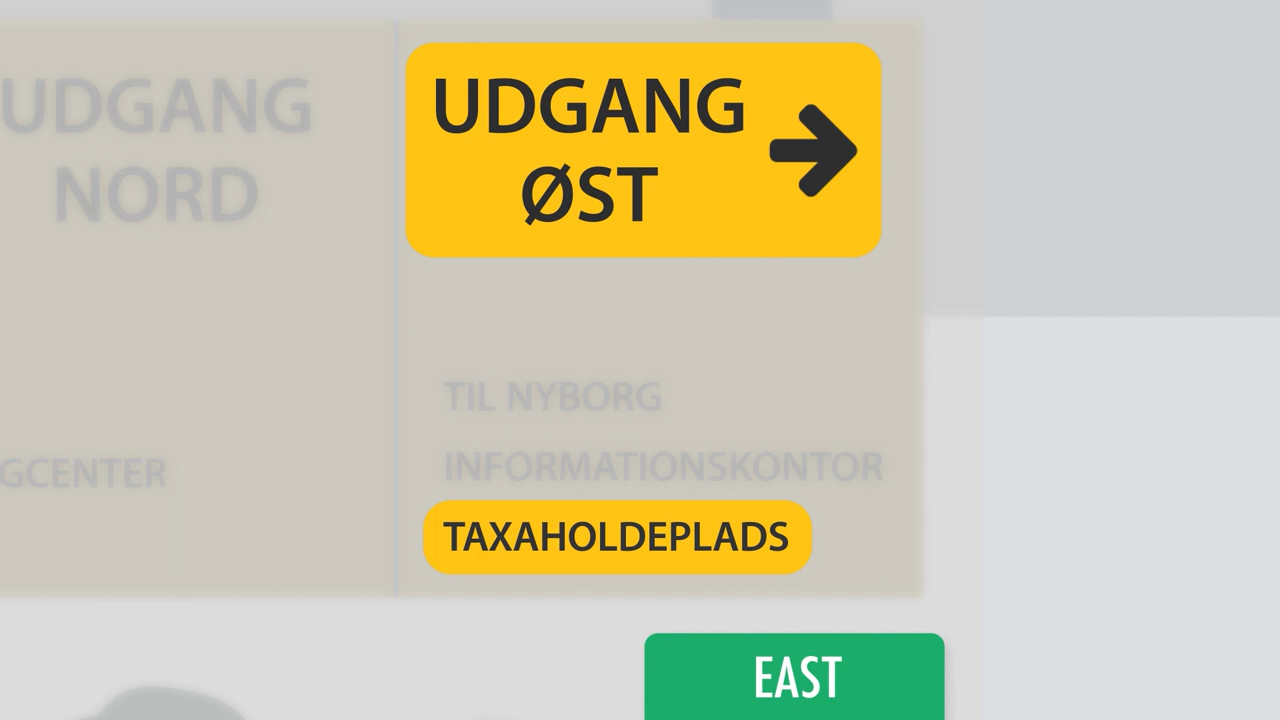 UDGANG
NORD
GCENTER
UDGANG
ØST
TIL NYBORG
INFORMATIONSKONTOR
TAXAHOLDEPLADS
EAST